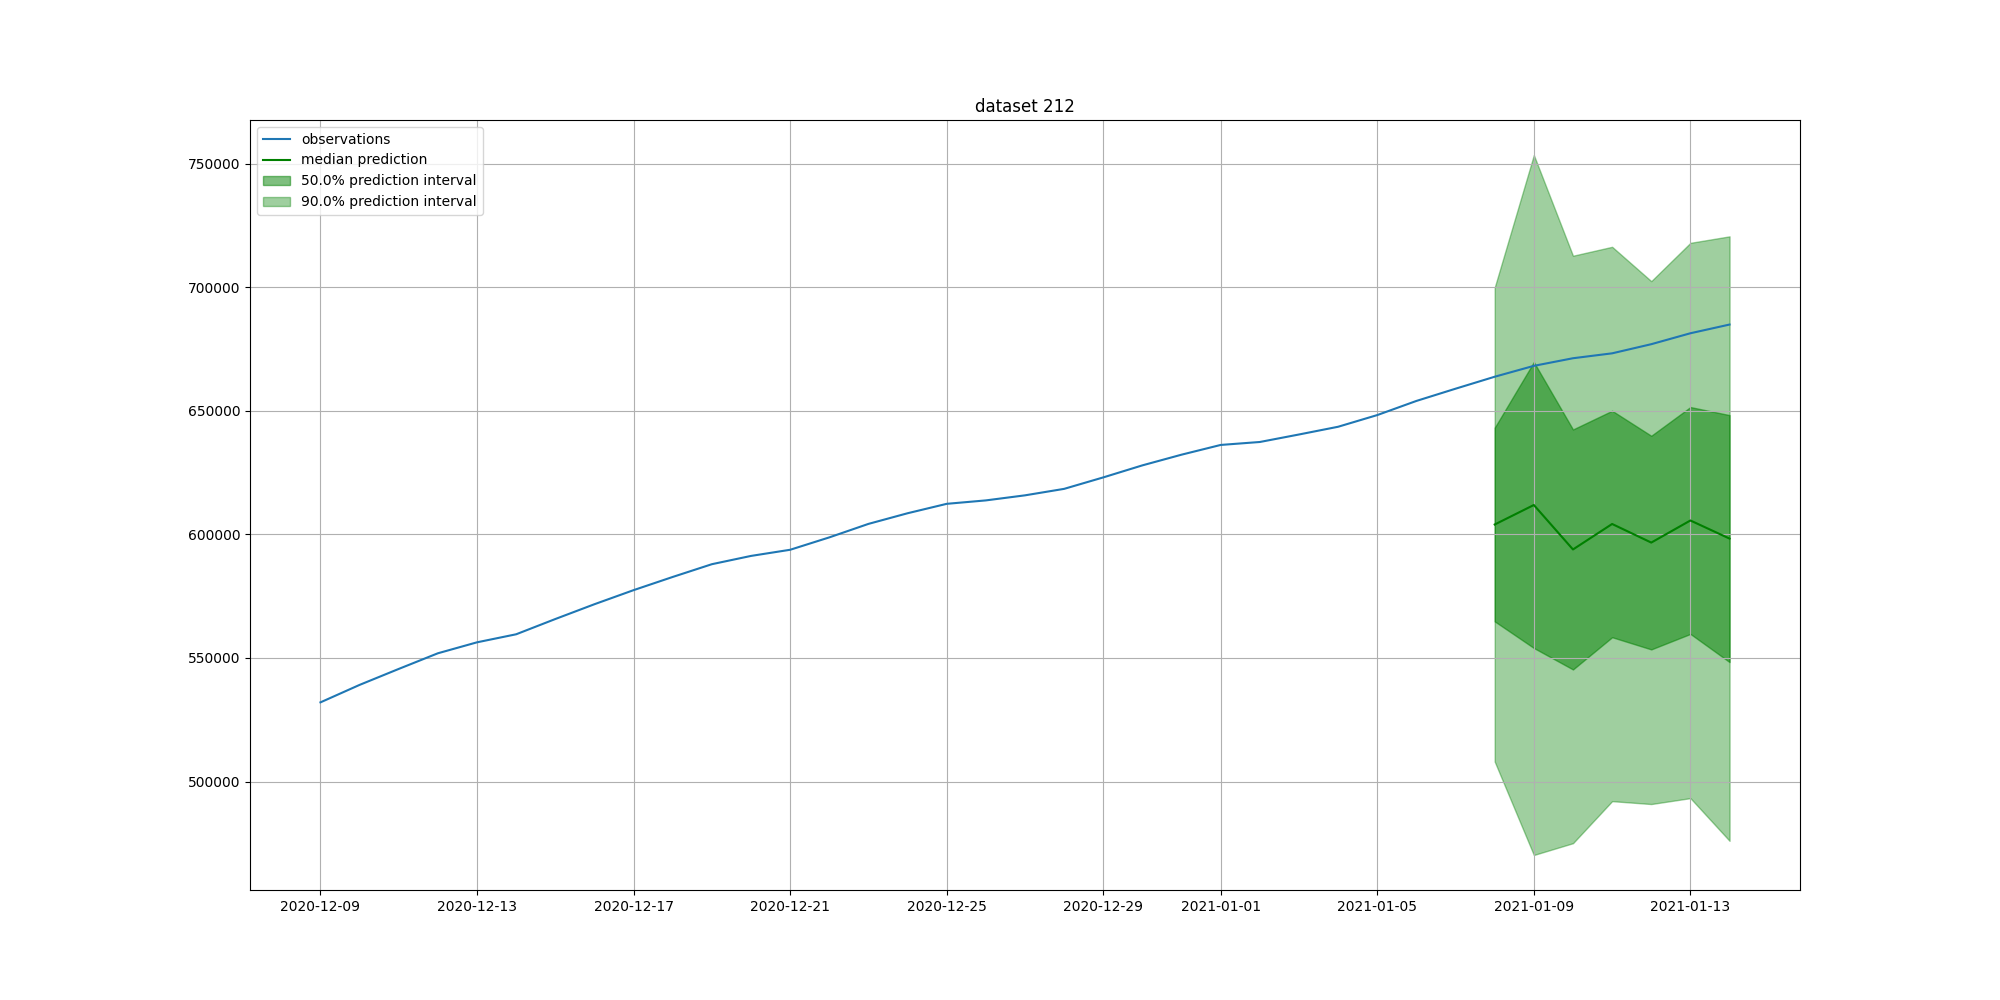 dataset 212
observations
median prediction
50.0% prediction interval
90.0% prediction interval
750000
700000
650000
600000
550000
500000
2020-12-09 2020-12-13 2020-12-17 2020-12-21 2020-12-25 2020-12-29 2021-01-01 2021-01-05 2021-01-09 2021-01-13